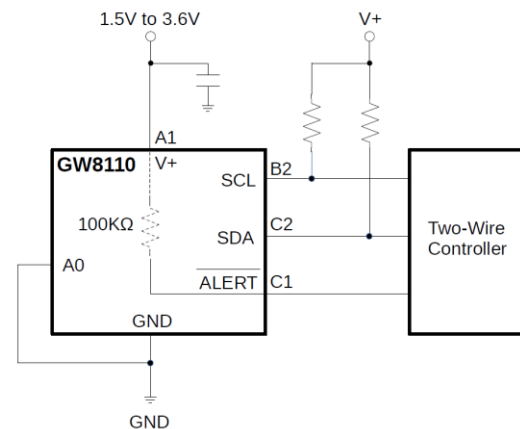 1.5V to 3.6V
V+
A1
GW8110
V+
SCL
B2
100KΩ
SDA
C2
Two-Wire
Controller
A0
ALERT
C1
GND
GND